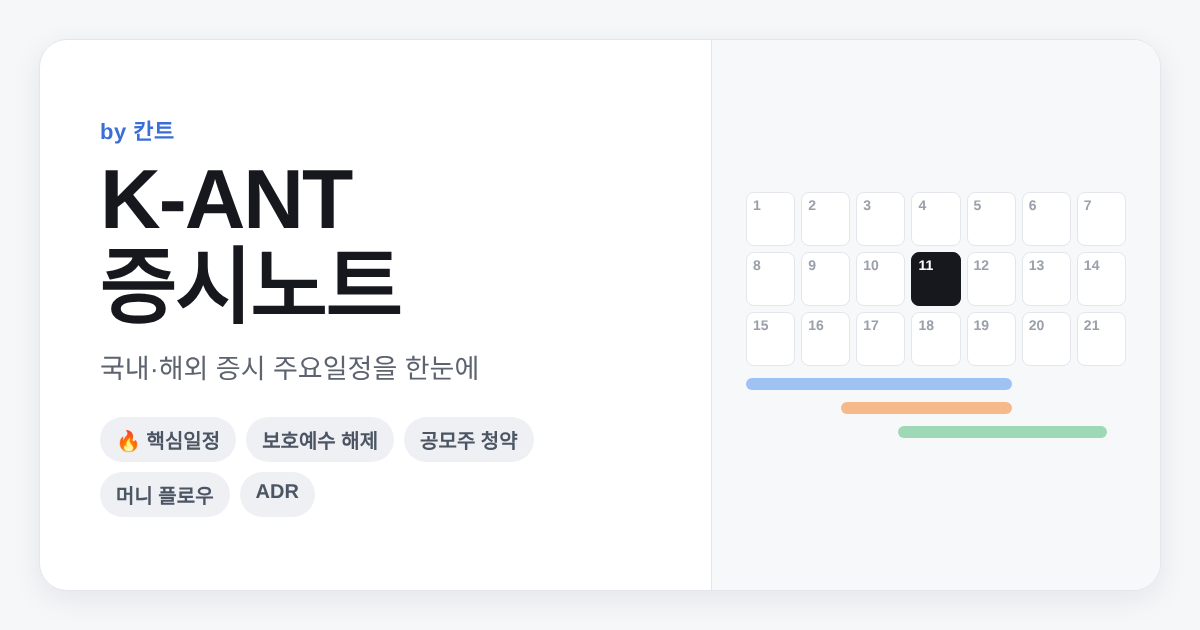 by 칸트
K-ANT
증시노트
국내·해외 증시 주요일정을 한눈에
🔥 핵심일정 보호예수 해제 공모주 청약
머니 플로우 ADR
1 2 3 4 5 6 7
8 9 10 11 12 13 14
15 16 17 18 19 20 21